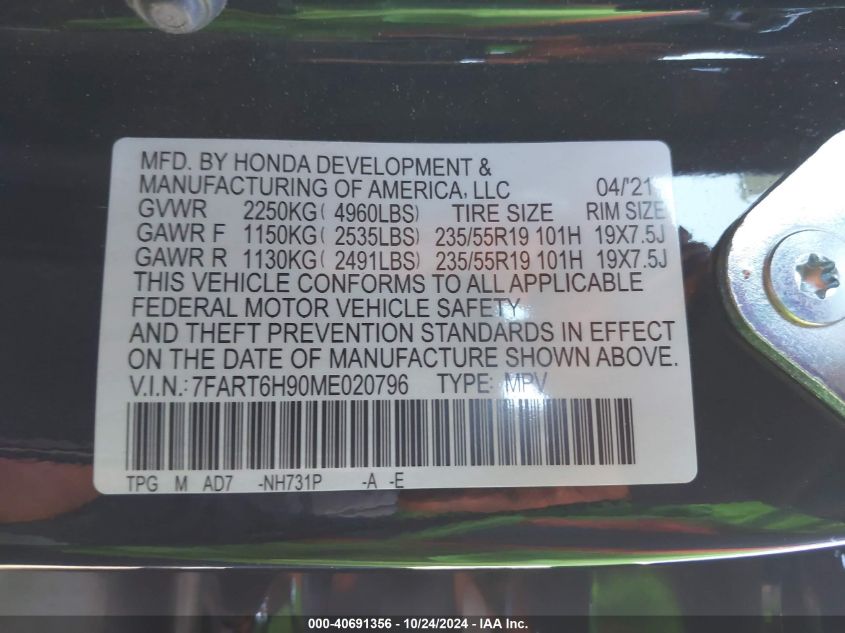 MFD. BY HONDA DEVELOPMENT &
MANUFACTURING OF AMERICA, LLC 04/'21
GVWR 2250KG( 4960LBS) TIRE SIZE RIM SIZE
GAWR F 1150KG( 2535LBS) 235/55R19 101H 19X7.5J
GAWR R 1130KG( 2491LBS) 235/55R19 101H 19X7.5J
THIS VEHICLE CONFORMS TO ALL APPLICABLE
FEDERAL MOTOR VEHICLE SAFETY
AND THEFT PREVENTION STANDARDS IN EFFECT
ON THE DATE OF MANUFACTURE SHOWN ABOVE.
V.I.N.: 7FART6H90ME020796 TYPE: MPV
TPG M AD7 -NH731P -A -E
000-40691356 - 10/24/2024 - IAA Inc.